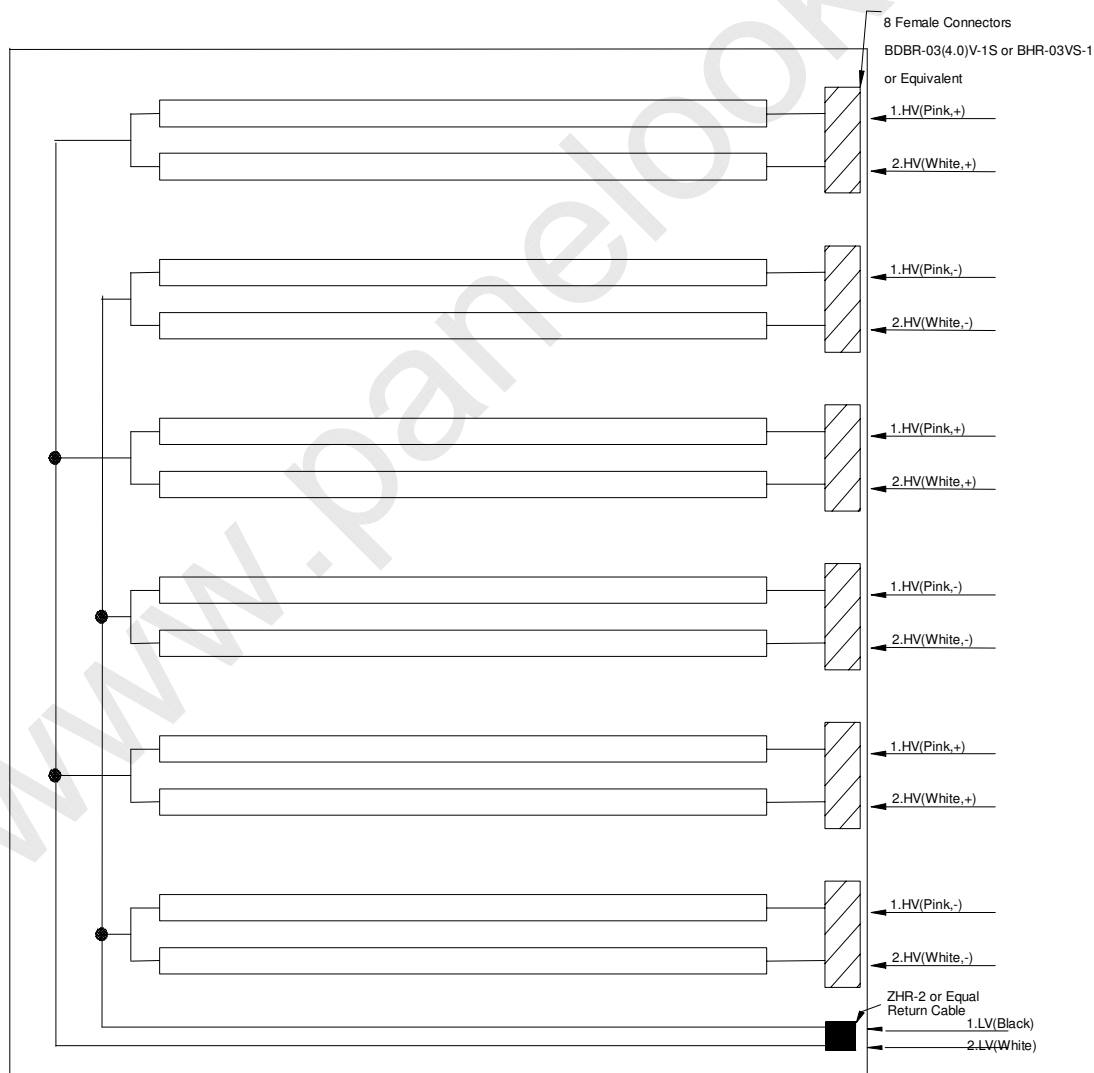 8 Female Connectors
BDBR-03(4.0)V-1S or BHR-03VS-1
or Equivalent
1.HV(Pink,+)
2.HV(White,+)
1.HV(Pink,-)
2.HV(White,-)
1.HV(Pink,+)
2.HV(White,+)
1.HV(Pink,-)
2.HV(White,-)
1.HV(Pink,+)
2.HV(White,+)
1.HV(Pink,-)
2.HV(White,-)
ZHR-2 or Equal
Return Cable
1.LV(Black)
2.LV(White)
www.panelook